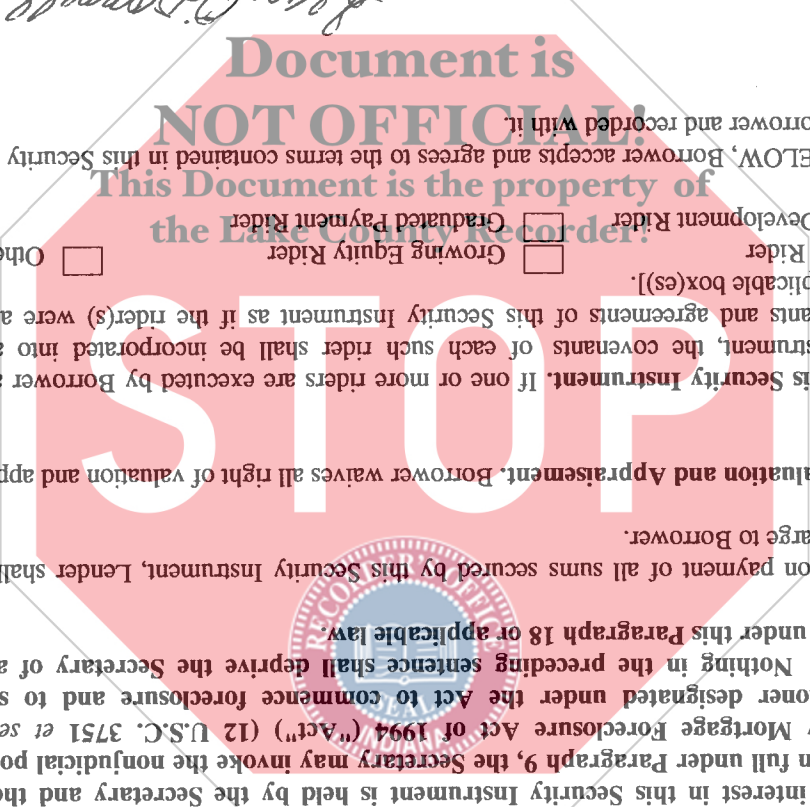 Document is
NOT OFFICIAL!
This Document is the property of
the Lake County Recorder!
STOP
RECORDER'S OFFICE
SEAL
INDIANA
interest in this Security Instrument is held by the Secretary and the
n full under Paragraph 9, the Secretary may invoke the nonjudicial po
y Mortgage Foreclosure Act of 1994 ("Act") (12 U.S.C. 3751 et se
oner designated under the Act to commence foreclosure and to s
Nothing in the preceding sentence shall deprive the Secretary of a
under this Paragraph 18 or applicable law.
on payment of all sums secured by this Security Instrument, Lender shall
arge to Borrower.
aluation and Appraisement. Borrower waives all right of valuation and app
is Security Instrument. If one or more riders are executed by Borrower a
strument, the covenants of each such rider shall be incorporated into a
ants and agreements of this Security Instrument as if the rider(s) were a
plicable box(es)].
Rider Growing Equity Rider Othe
Development Rider Graduated Payment Rider
ELOW, Borrower accepts and agrees to the terms contained in this Security
orrower and recorded with it.